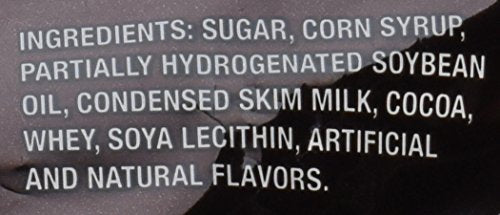 INGREDIENTS: SUGAR, CORN SYRUP,
PARTIALLY HYDROGENATED SOYBEAN
OIL, CONDENSED SKIM MILK, COCOA,
WHEY, SOYA LECITHIN, ARTIFICIAL
AND NATURAL FLAVORS.